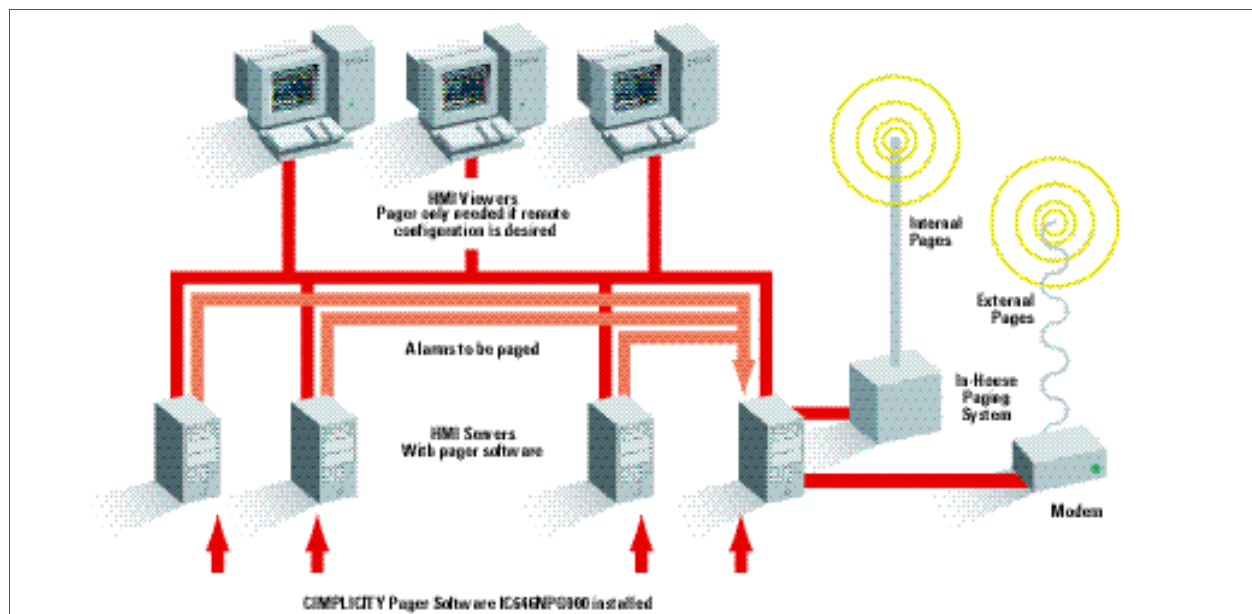 HMI Viewers
Pager only needed if remote
configuration is desired
Internal
Pages
External
Pages
Alarms to be paged
In-House
Paging
System
HMI Servers
With pager software
Modem
CIMPLICITY Pager Software IC646NPG000 installed